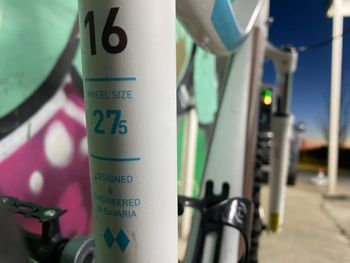 16
WHEEL SIZE
27.5
DESIGNED
&
ENGINEERED
IN BAVARIA